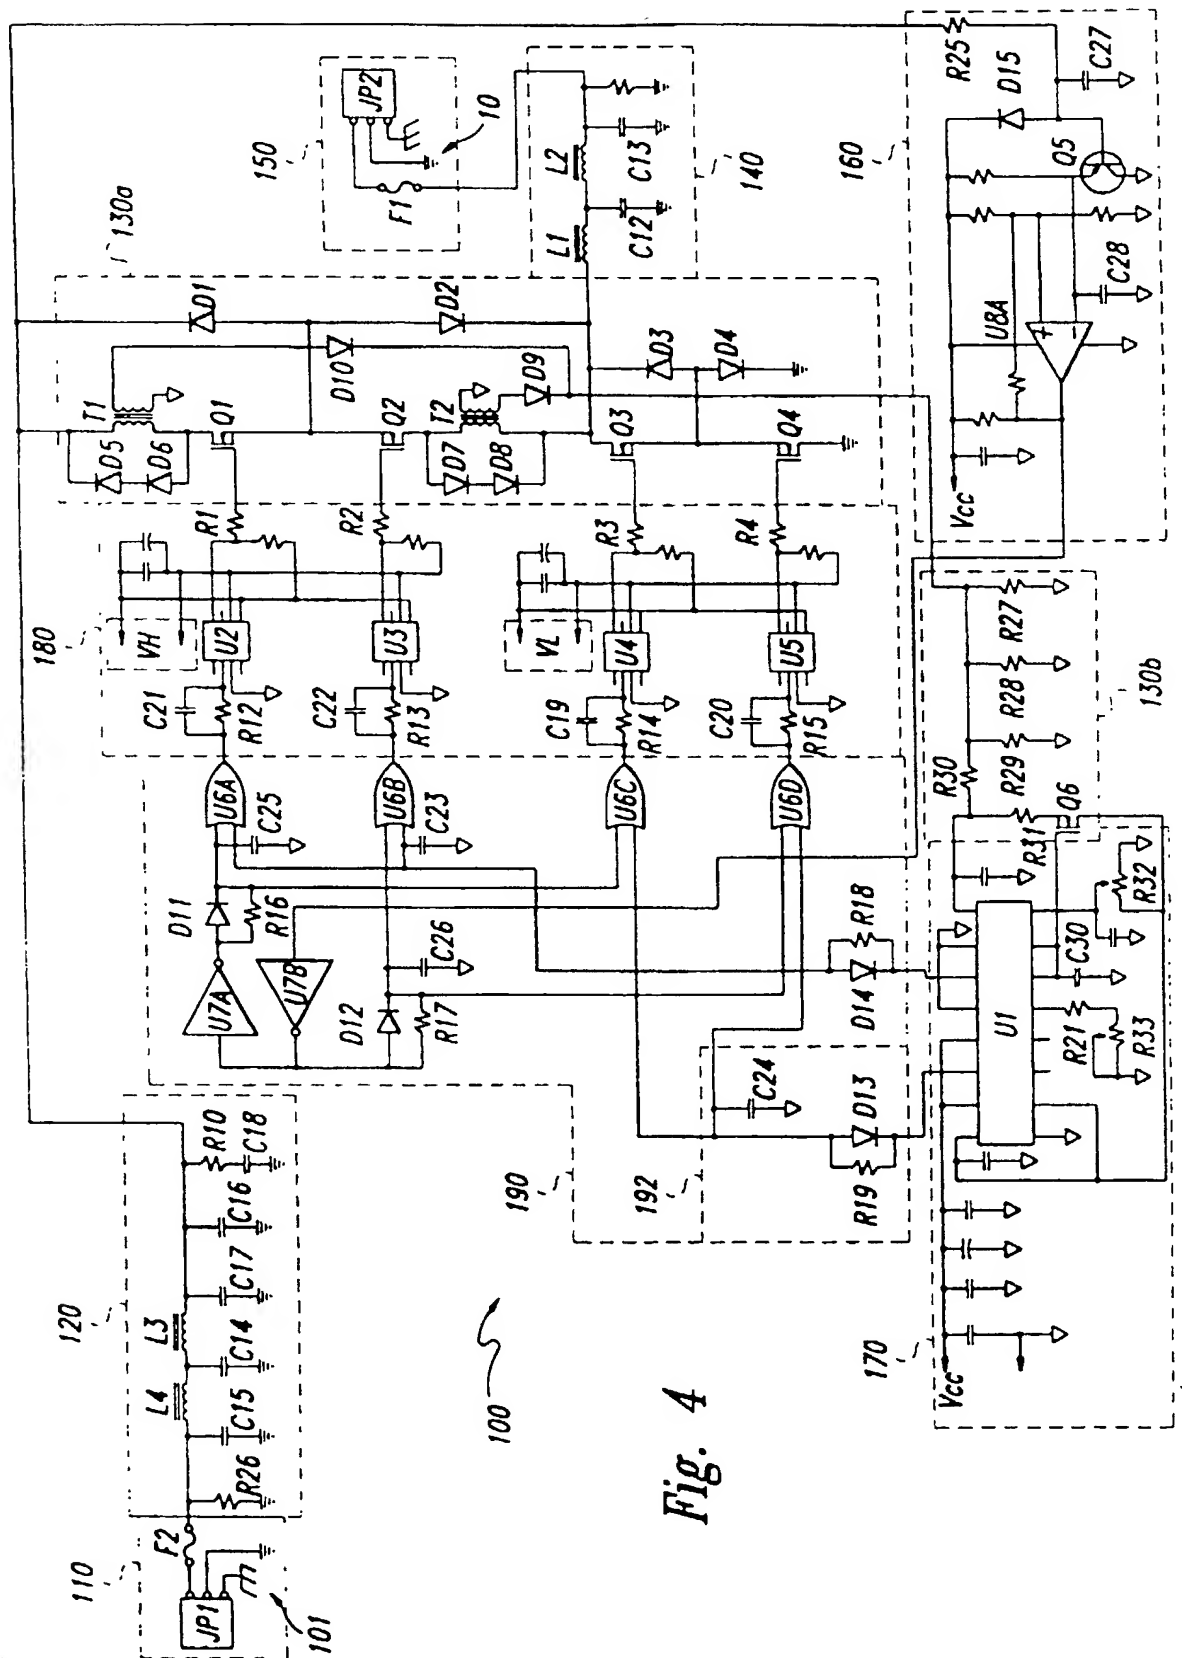 110
JP1
F2
101
120
R26
C15
L4
C14
L3
C17
C16
R10
C18
100
Fig. 4
190
192
U7A
U7B
D11
R16
D12
R17
C26
C25
C23
U6A
U6B
U6C
U6D
C24
D13
R19
D14
R18
180
C21
R12
C22
R13
C19
R14
C20
R15
VH
VL
U2
U3
U4
U5
R1
R2
R3
R4
130a
T1
D5
D6
Q1
D10
D1
D2
Q2
T2
D7
D8
D9
Q3
D3
D4
Q4
150
JP2
10
F1
140
L1
C12
L2
C13
160
R25
D15
C27
Q5
U8A
+
−
C28
Vcc
130b
R27
R28
R29
R30
R31
Q6
170
Vcc
U1
R32
C30
R21
R33